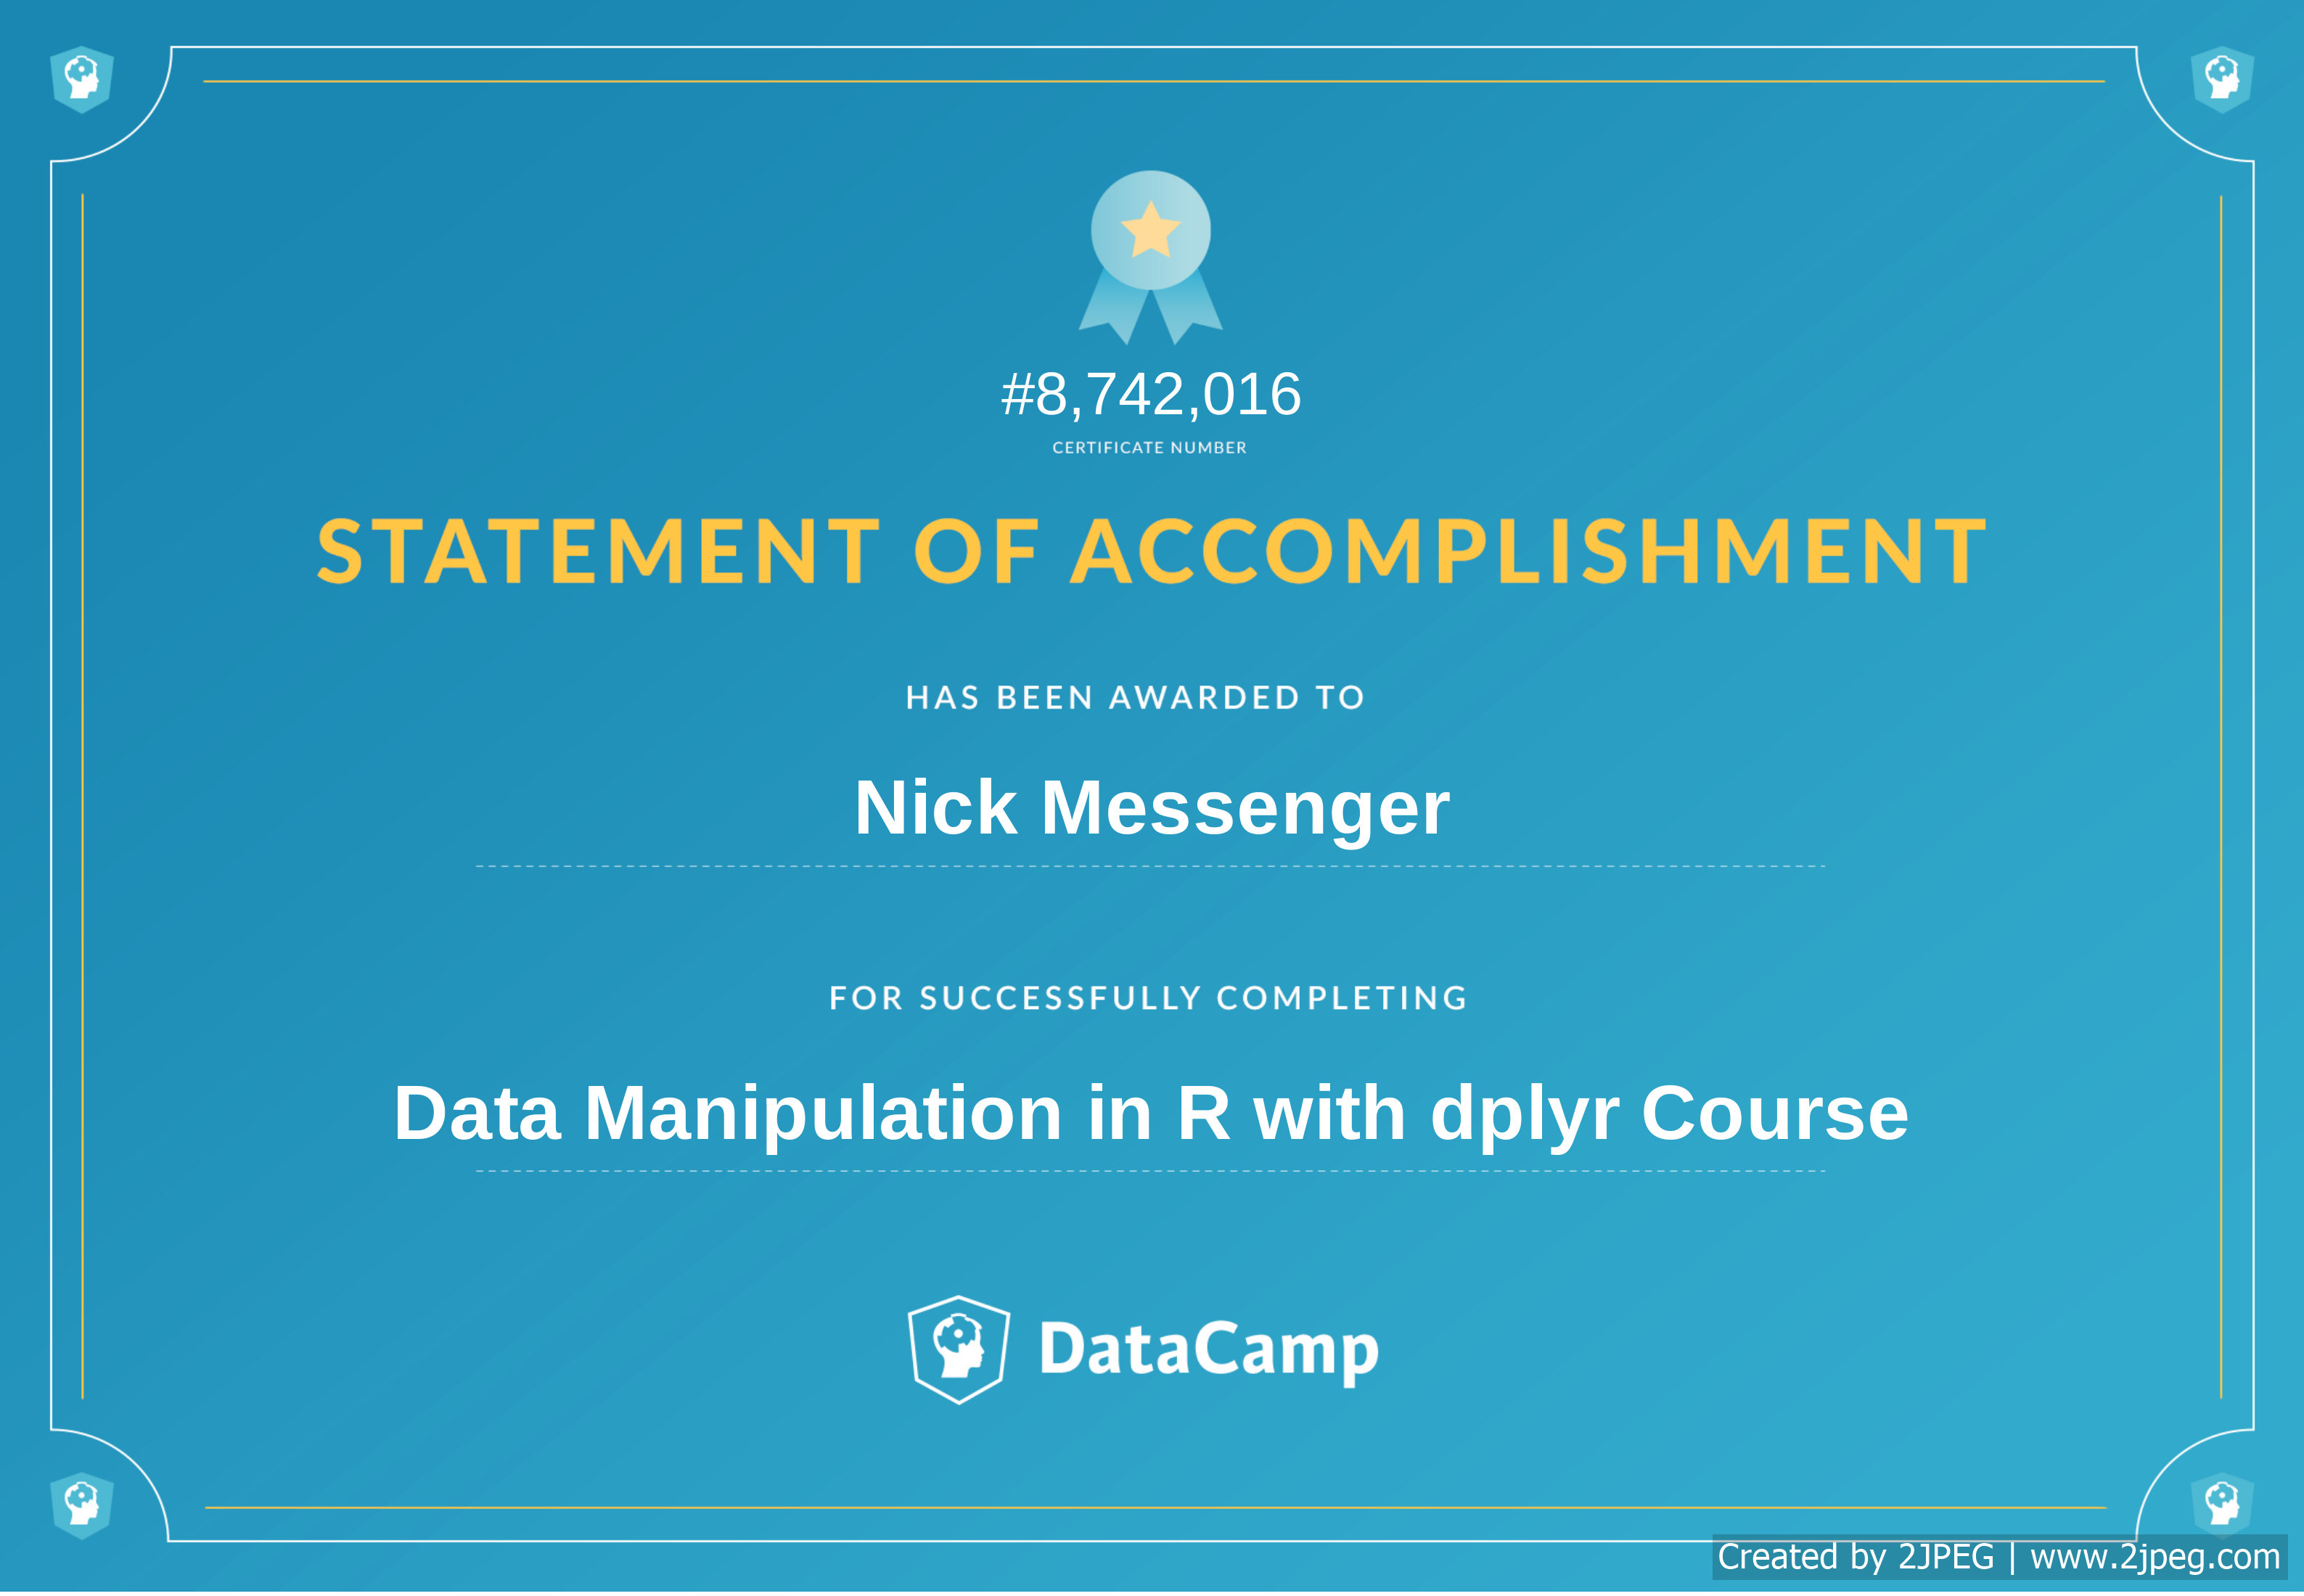 #8,742,016
CERTIFICATE NUMBER
STATEMENT OF ACCOMPLISHMENT
HAS BEEN AWARDED TO
Nick Messenger
FOR SUCCESSFULLY COMPLETING
Data Manipulation in R with dplyr Course
DataCamp
Created by 2JPEG | www.2jpeg.com